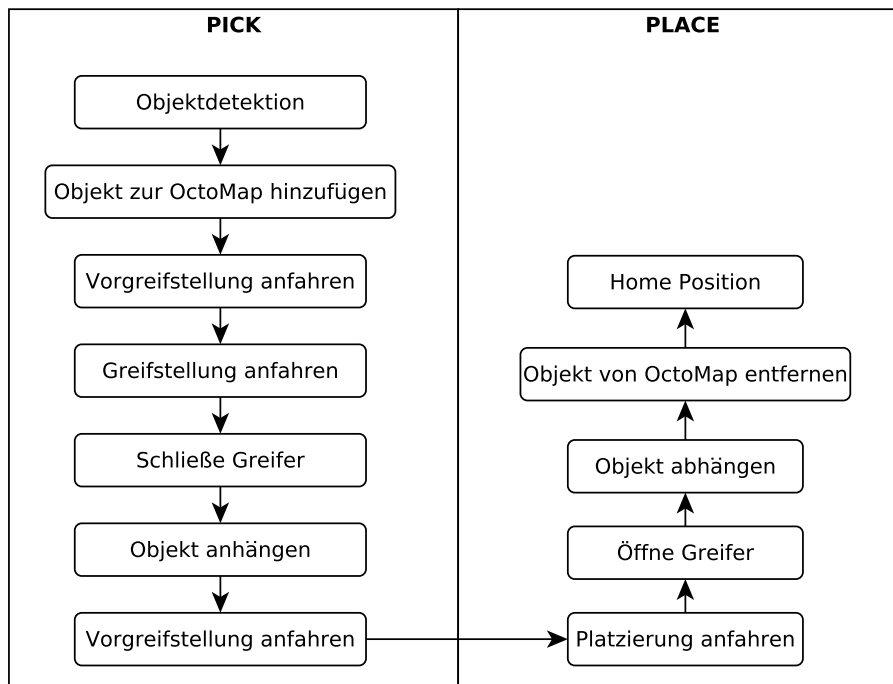 PICK
Objektdetektion
Objekt zur OctoMap hinzufügen
Vorgreifstellung anfahren
Greifstellung anfahren
Schließe Greifer
Objekt anhängen
Vorgreifstellung anfahren
PLACE
Home Position
Objekt von OctoMap entfernen
Objekt abhängen
Öffne Greifer
Platzierung anfahren